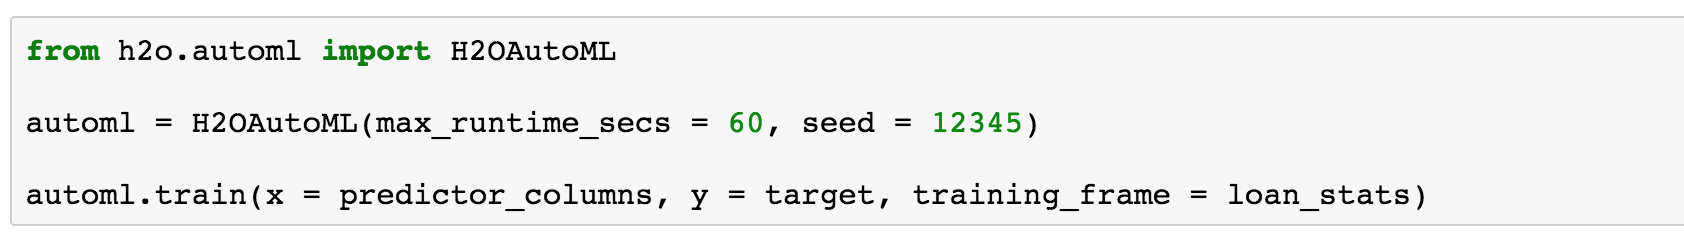 from h2o.automl import H2OAutoML
automl = H2OAutoML(max_runtime_secs = 60, seed = 12345)
automl.train(x = predictor_columns, y = target, training_frame = loan_stats)